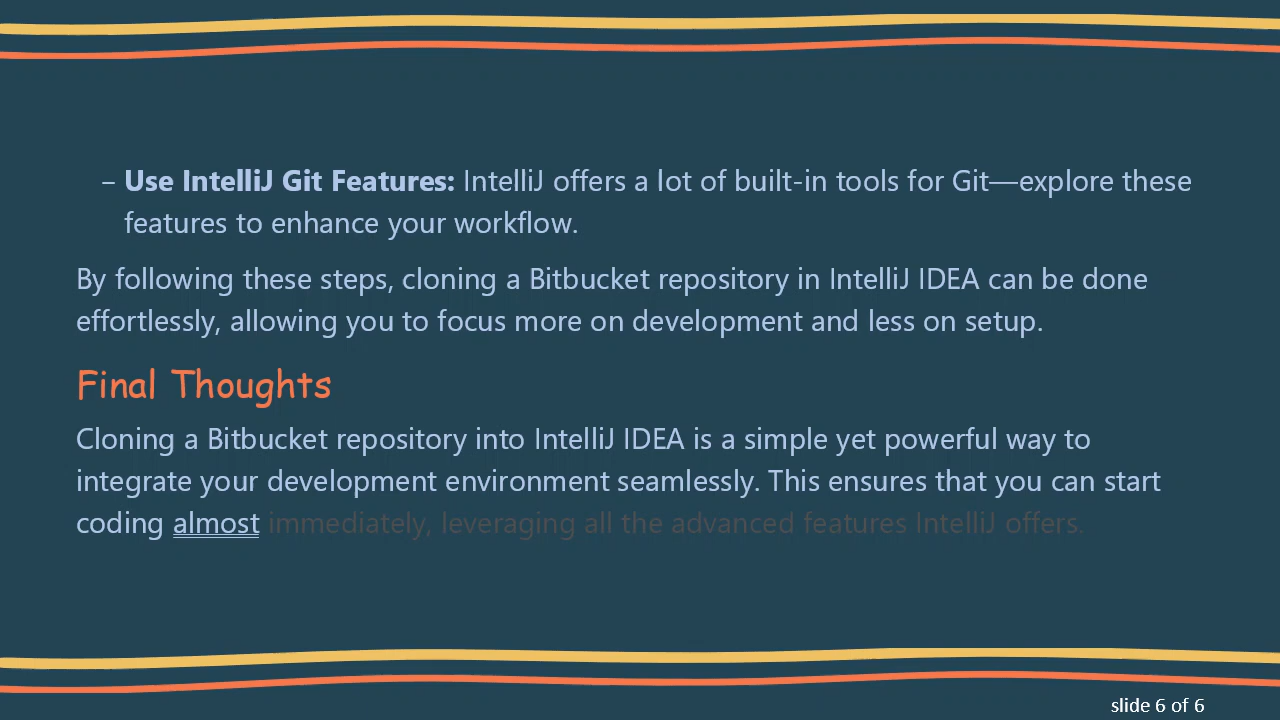 – Use IntelliJ Git Features: IntelliJ offers a lot of built-in tools for Git—explore these
features to enhance your workflow.
By following these steps, cloning a Bitbucket repository in IntelliJ IDEA can be done
effortlessly, allowing you to focus more on development and less on setup.
Final Thoughts
Cloning a Bitbucket repository into IntelliJ IDEA is a simple yet powerful way to
integrate your development environment seamlessly. This ensures that you can start
coding almost immediately, leveraging all the advanced features IntelliJ offers.
slide 6 of 6